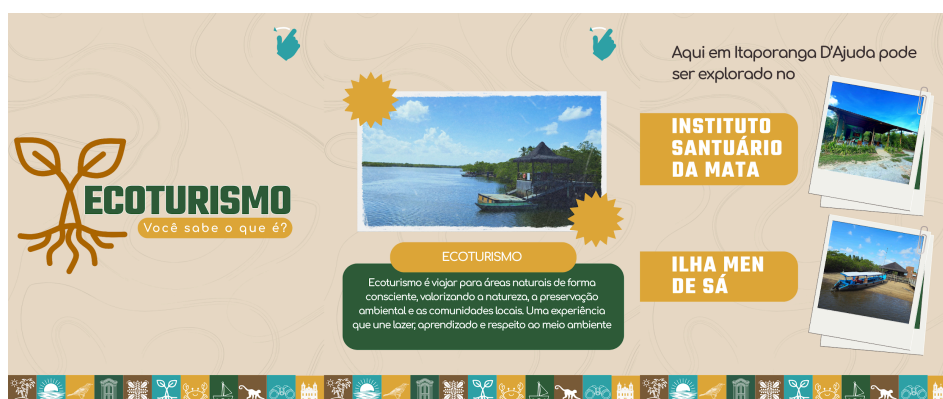 ECOTURISMO
Você sabe o que é?
ECOTURISMO
Ecoturismo é viajar para áreas naturais de forma
consciente, valorizando a natureza, a preservação
ambiental e as comunidades locais. Uma experiência
que une lazer, aprendizado e respeito ao meio ambiente
Aqui em Itaporanga D'Ajuda pode
ser explorado no
INSTITUTO
SANTUÁRIO
DA MATA
ILHA MEN
DE SÁ